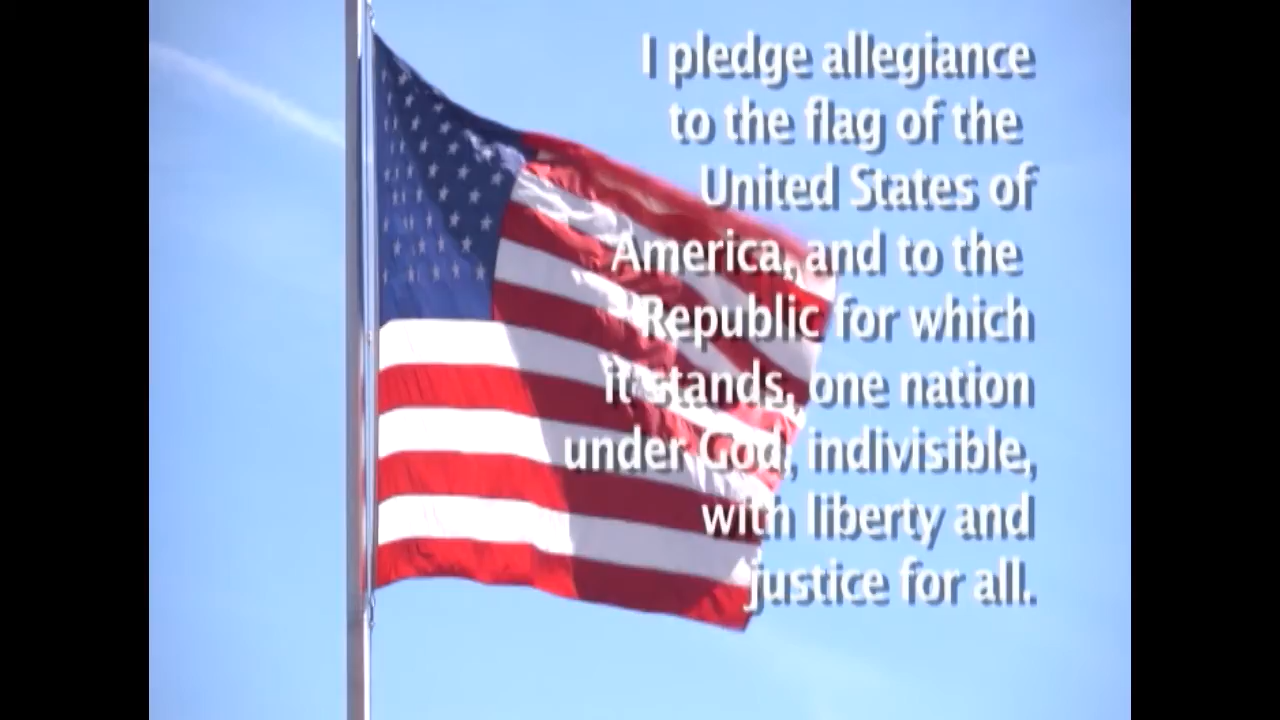 I pledge allegiance
to the flag of the
United States of
America, and to the
Republic for which
it stands, one nation
under God, indivisible,
with liberty and
justice for all.